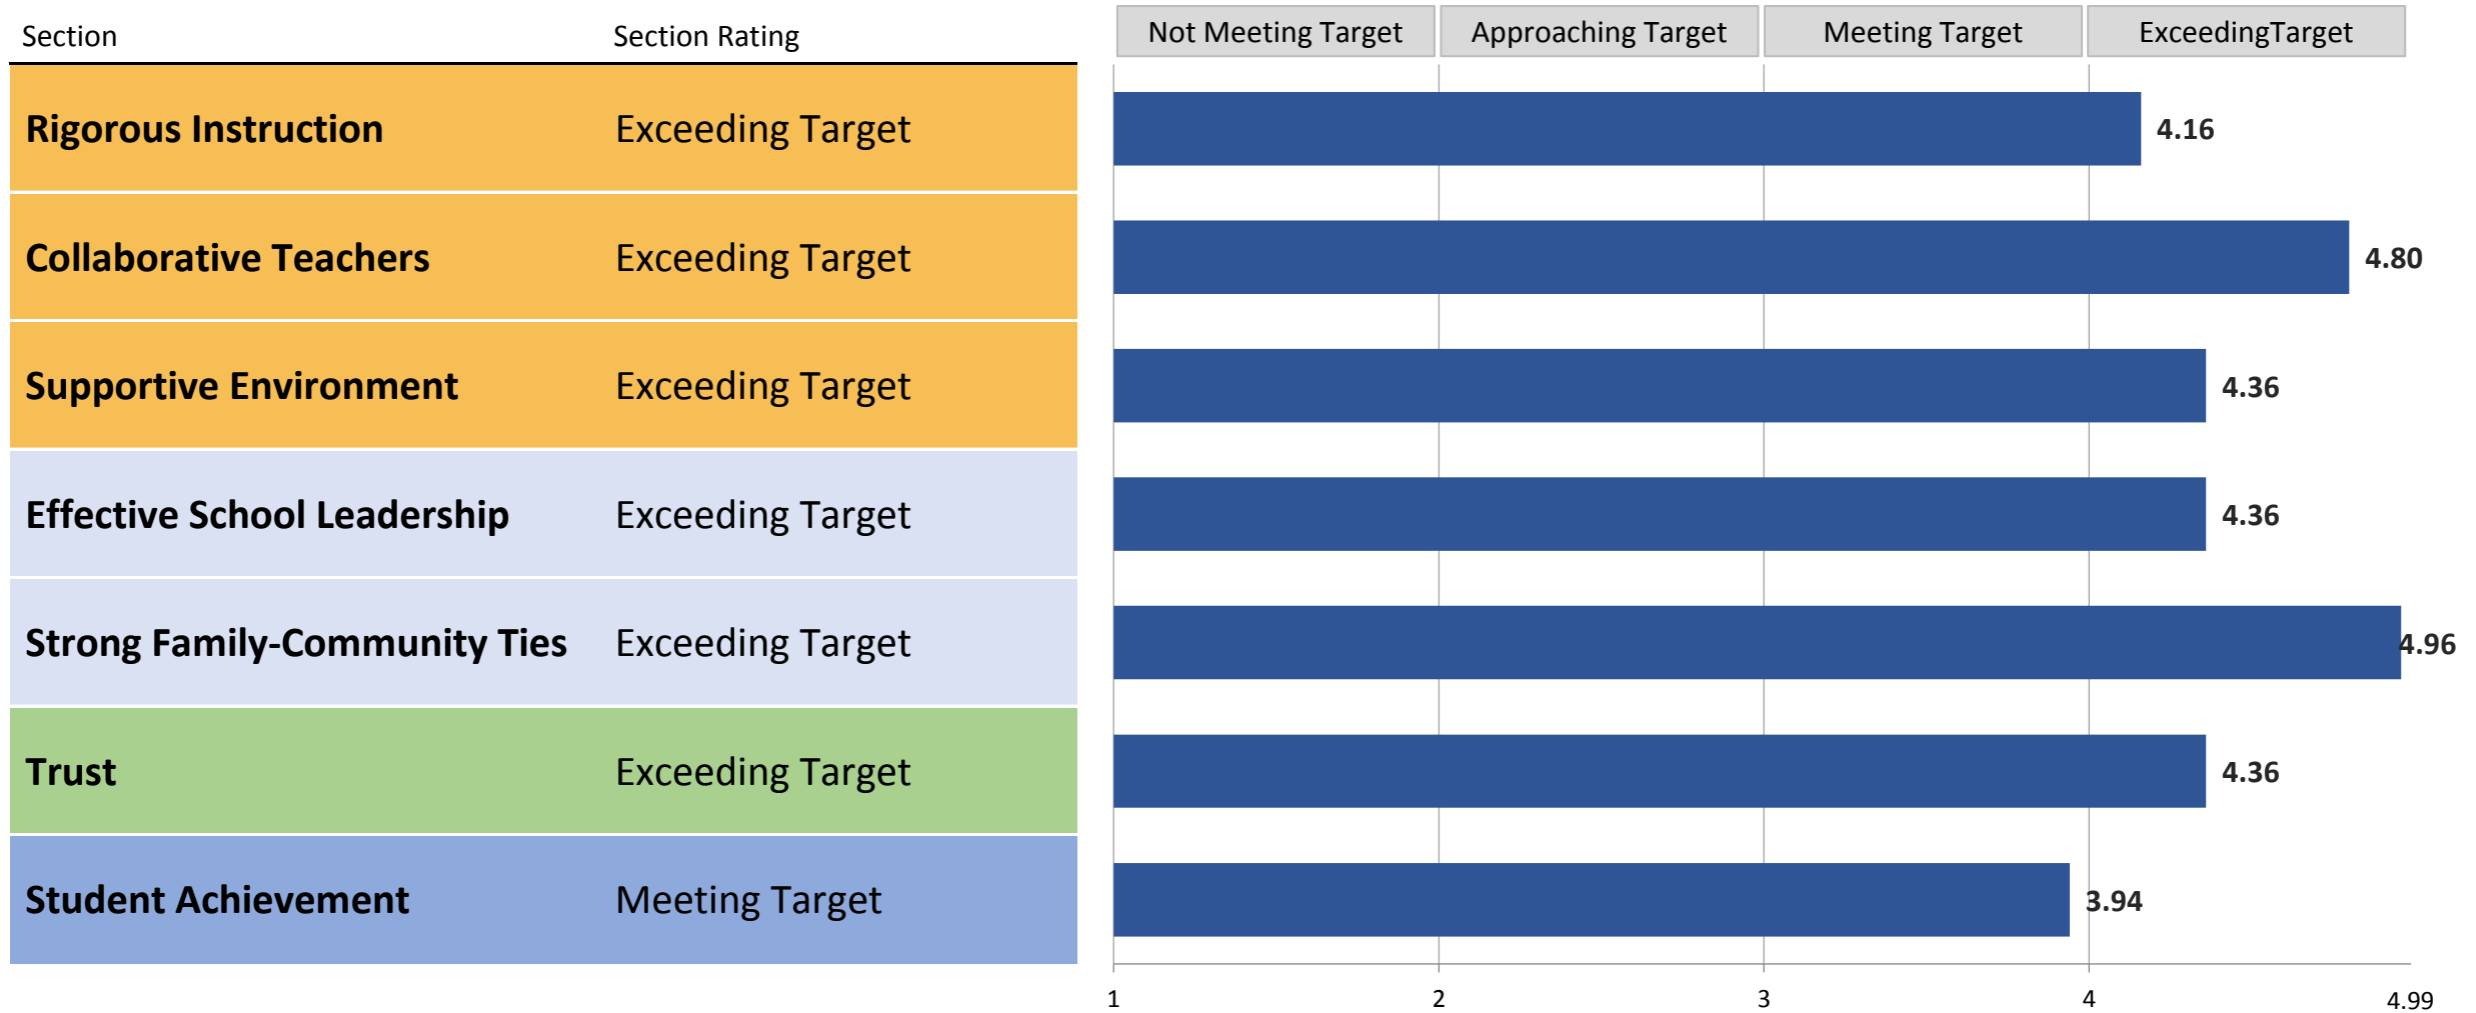 Section Section Rating Not Meeting Target Approaching Target Meeting Target ExceedingTarget
Rigorous Instruction Exceeding Target 4.16
Collaborative Teachers Exceeding Target 4.80
Supportive Environment Exceeding Target 4.36
Effective School Leadership Exceeding Target 4.36
Strong Family-Community Ties Exceeding Target 4.96
Trust Exceeding Target 4.36
Student Achievement Meeting Target 3.94
1 2 3 4 4.99